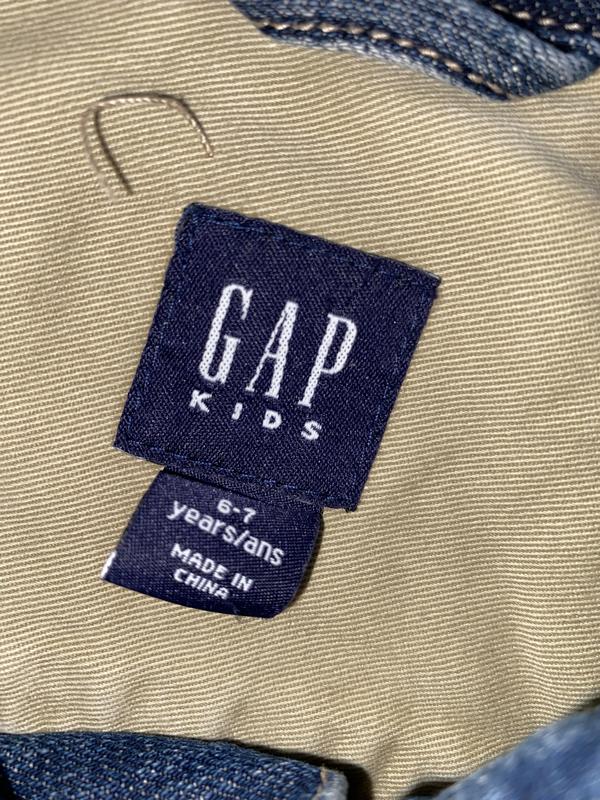 GAP
KIDS
6-7
years/ans
MADE IN
CHINA